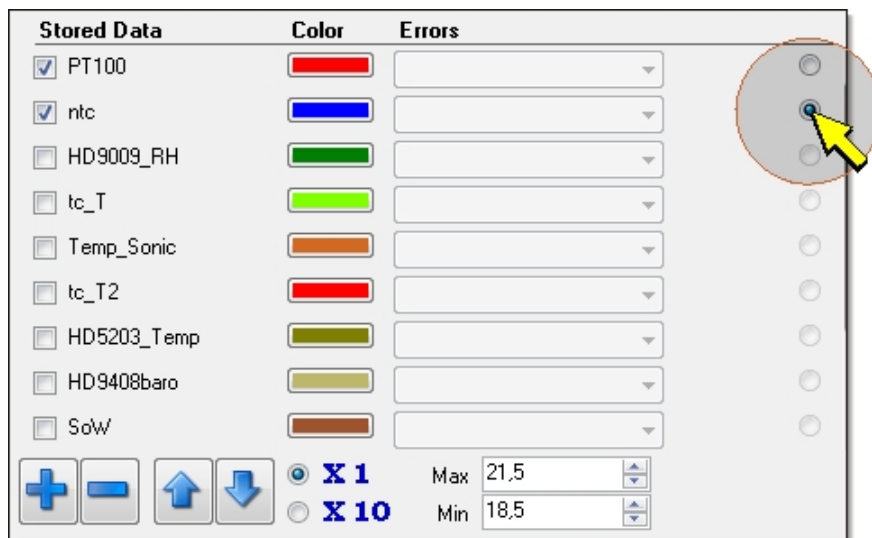 Stored Data Color Errors
PT100
ntc
HD9009_RH
tc_T
Temp_Sonic
tc_T2
HD5203_Temp
HD9408baro
SoW
X 1 Max 21,5
X 10 Min 18,5